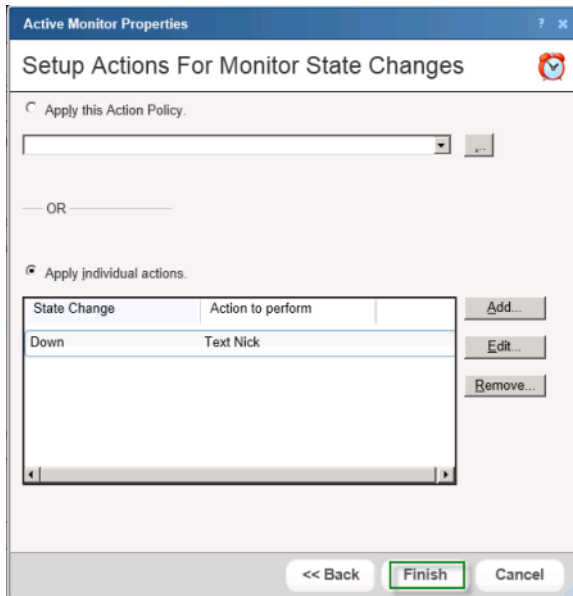 Active Monitor Properties ? x
Setup Actions For Monitor State Changes
Apply this Action Policy.
...
OR
Apply individual actions.
State Change Action to perform Add...
Down Text Nick Edit...
Remove...
<< Back Finish Cancel